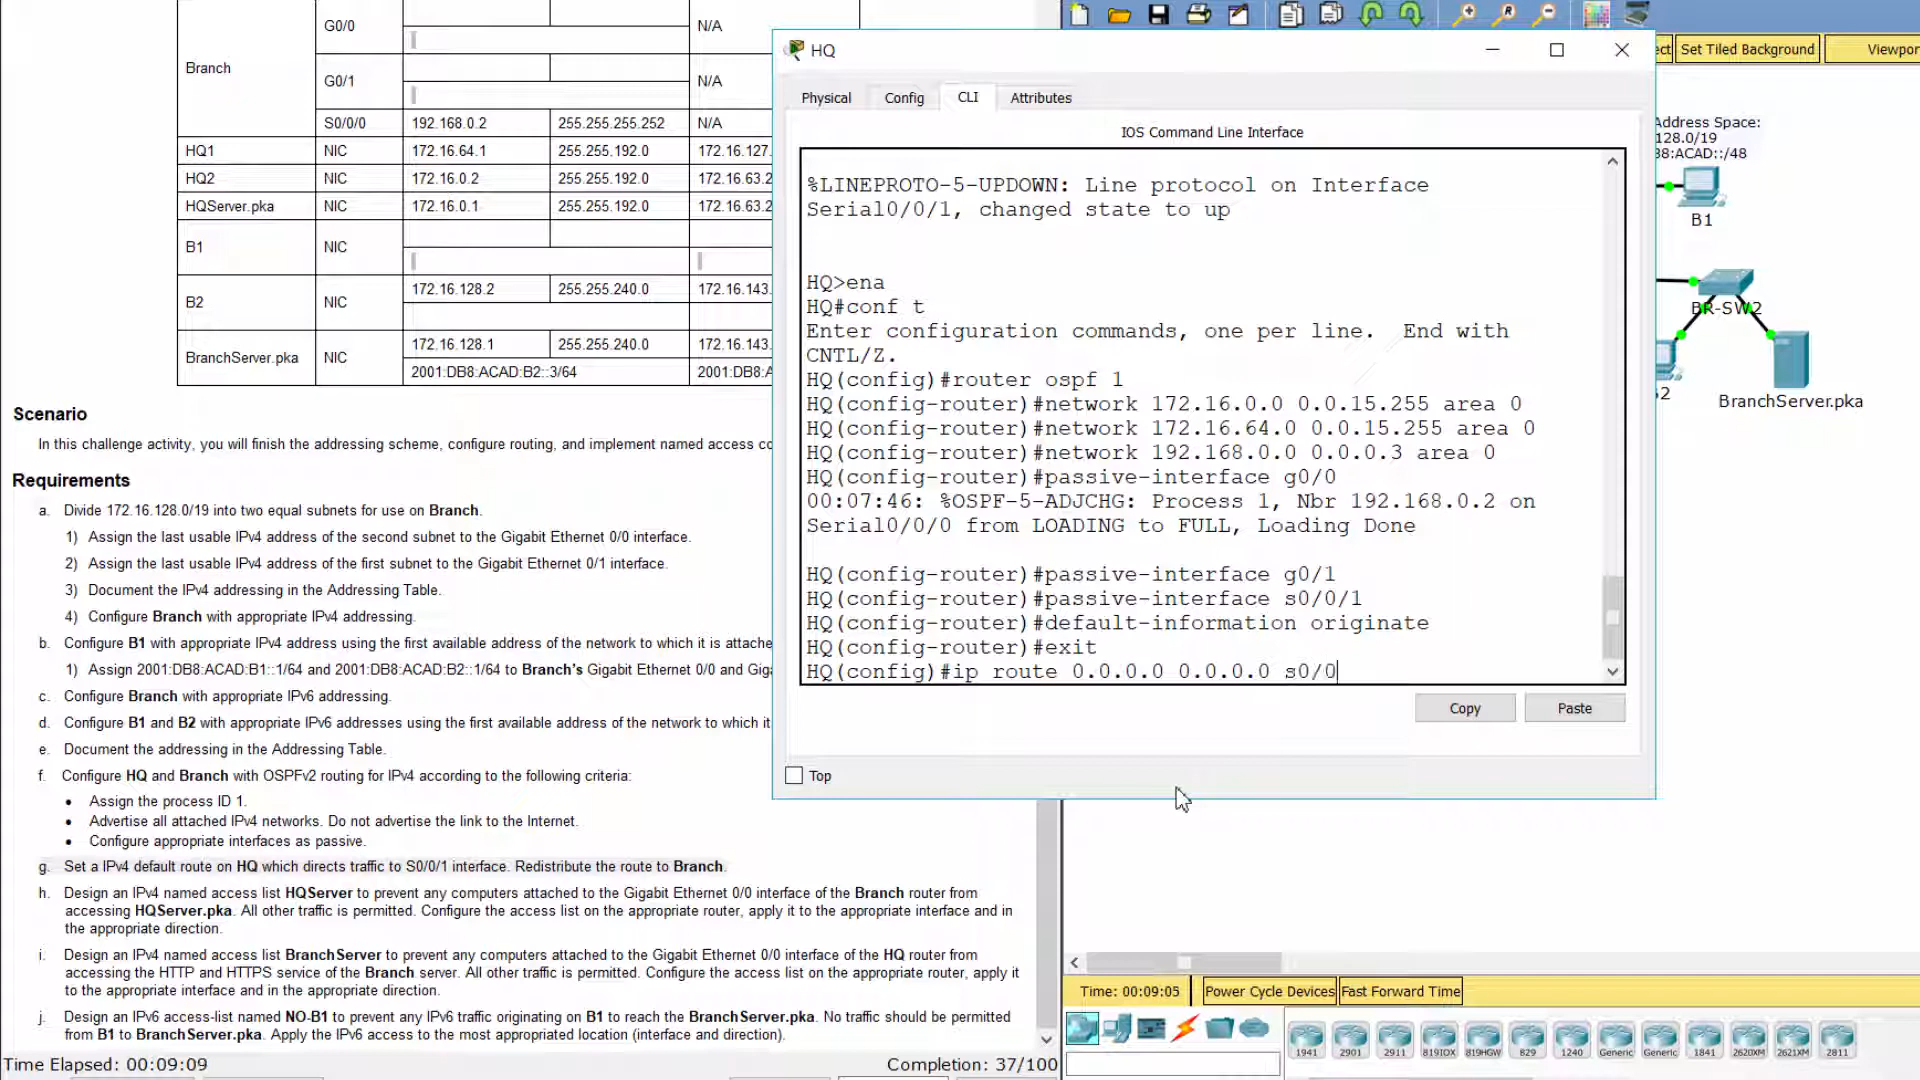 G0/0
N/A
Branch
G0/1
N/A
S0/0/0 192.168.0.2 255.255.255.252 N/A
HQ1 NIC 172.16.64.1 255.255.192.0 172.16.127.
HQ2 NIC 172.16.0.2 255.255.192.0 172.16.63.2
HQServer.pka NIC 172.16.0.1 255.255.192.0 172.16.63.2
B1 NIC
B2 NIC 172.16.128.2 255.255.240.0 172.16.143.
BranchServer.pka NIC 172.16.128.1 255.255.240.0 172.16.143.
2001:DB8:ACAD:B2::3/64 2001:DB8:A
Scenario
In this challenge activity, you will finish the addressing scheme, configure routing, and implement named access co
Requirements
a. Divide 172.16.128.0/19 into two equal subnets for use on Branch.
1) Assign the last usable IPv4 address of the second subnet to the Gigabit Ethernet 0/0 interface.
2) Assign the last usable IPv4 address of the first subnet to the Gigabit Ethernet 0/1 interface.
3) Document the IPv4 addressing in the Addressing Table.
4) Configure Branch with appropriate IPv4 addressing.
b. Configure B1 with appropriate IPv4 address using the first available address of the network to which it is attache
1) Assign 2001:DB8:ACAD:B1::1/64 and 2001:DB8:ACAD:B2::1/64 to Branch's Gigabit Ethernet 0/0 and Giga
c. Configure Branch with appropriate IPv6 addressing.
d. Configure B1 and B2 with appropriate IPv6 addresses using the first available address of the network to which it
e. Document the addressing in the Addressing Table.
f. Configure HQ and Branch with OSPFv2 routing for IPv4 according to the following criteria:
• Assign the process ID 1.
• Advertise all attached IPv4 networks. Do not advertise the link to the Internet.
• Configure appropriate interfaces as passive.
g. Set a IPv4 default route on HQ which directs traffic to S0/0/1 interface. Redistribute the route to Branch.
h. Design an IPv4 named access list HQServer to prevent any computers attached to the Gigabit Ethernet 0/0 interface of the Branch router from
accessing HQServer.pka. All other traffic is permitted. Configure the access list on the appropriate router, apply it to the appropriate interface and in
the appropriate direction.
i. Design an IPv4 named access list BranchServer to prevent any computers attached to the Gigabit Ethernet 0/0 interface of the HQ router from
accessing the HTTP and HTTPS service of the Branch server. All other traffic is permitted. Configure the access list on the appropriate router, apply it
to the appropriate interface and in the appropriate direction.
j. Design an IPv6 access-list named NO-B1 to prevent any IPv6 traffic originating on B1 to reach the BranchServer.pka. No traffic should be permitted
from B1 to BranchServer.pka. Apply the IPv6 access to the most appropriated location (interface and direction).
Time Elapsed: 00:09:09
Completion: 37/100
HQ
Physical Config CLI Attributes
IOS Command Line Interface
%LINEPROTO-5-UPDOWN: Line protocol on Interface
Serial0/0/1, changed state to up
HQ>ena
HQ#conf t
Enter configuration commands, one per line. End with
CNTL/Z.
HQ(config)#router ospf 1
HQ(config-router)#network 172.16.0.0 0.0.15.255 area 0
HQ(config-router)#network 172.16.64.0 0.0.15.255 area 0
HQ(config-router)#network 192.168.0.0 0.0.0.3 area 0
HQ(config-router)#passive-interface g0/0
00:07:46: %OSPF-5-ADJCHG: Process 1, Nbr 192.168.0.2 on
Serial0/0/0 from LOADING to FULL, Loading Done
HQ(config-router)#passive-interface g0/1
HQ(config-router)#passive-interface s0/0/1
HQ(config-router)#default-information originate
HQ(config-router)#exit
HQ(config)#ip route 0.0.0.0 0.0.0.0 s0/0
Copy Paste
Top
ct Set Tiled Background Viewpor
Address Space:
128.0/19
B8:ACAD::/48
B1
BR-SW2
2
BranchServer.pka
Time: 00:09:05 Power Cycle Devices Fast Forward Time
1941 2901 2911 819IOX 819HGW 829 1240 Generic Generic 1841 2620XM 2621XM 2811